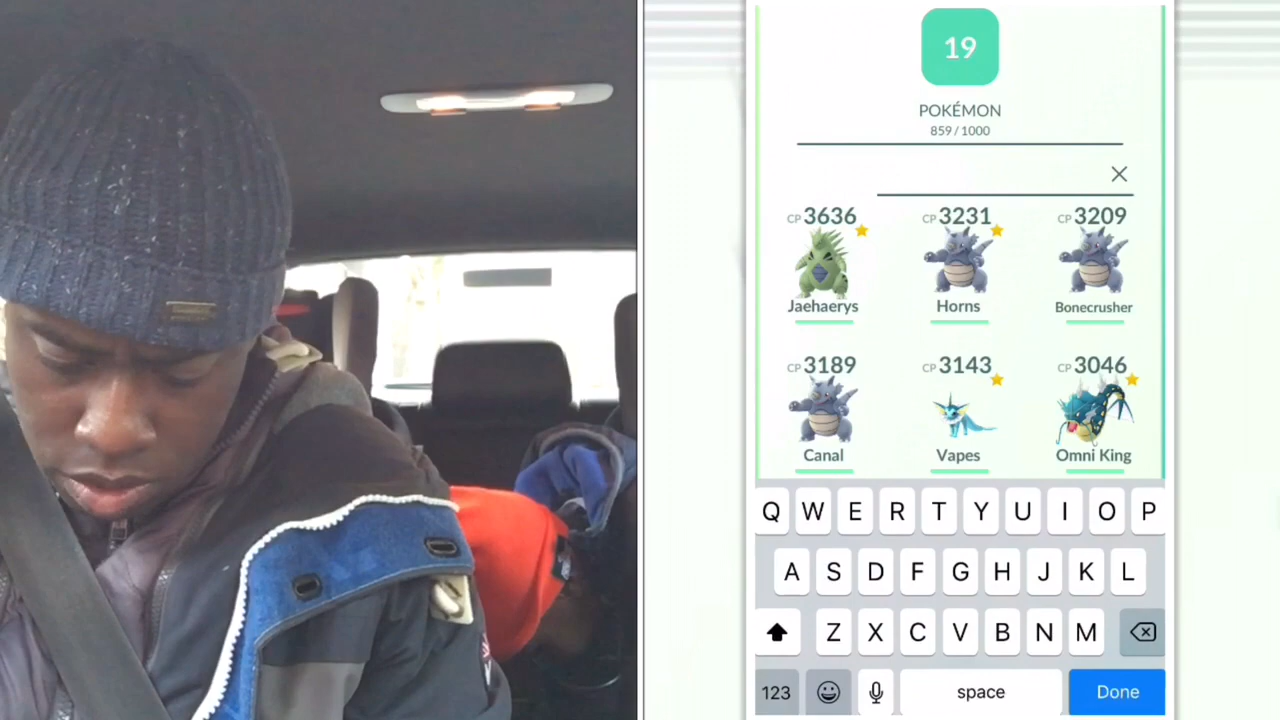 19
POKÉMON
859 / 1000
CP 3636 CP 3231 CP 3209
Jaehaerys Horns Bonecrusher
CP 3189 CP 3143 CP 3046
Canal Vapes Omni King
Q W E R T Y U I O P
A S D F G H J K L
Z X C V B N M
123 space Done